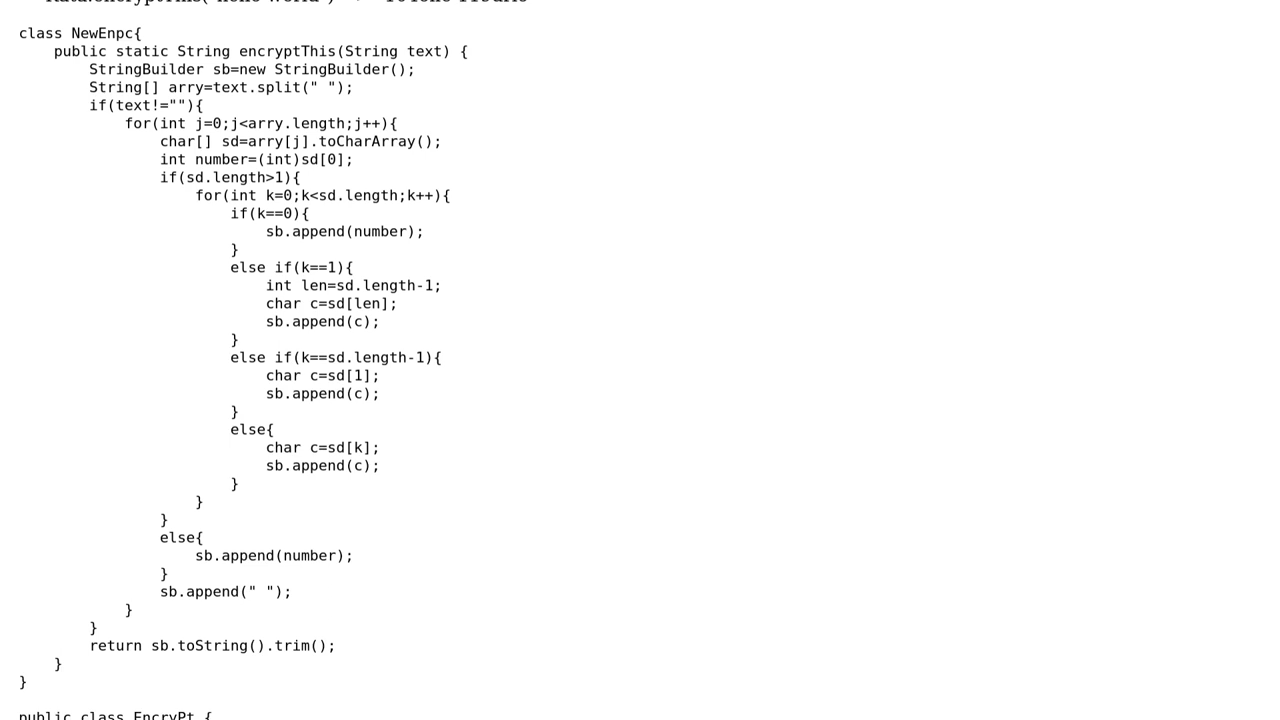 class NewEnpc{
    public static String encryptThis(String text) {
        StringBuilder sb=new StringBuilder();
        String[] arry=text.split(" ");
        if(text!=""){
            for(int j=0;j<arry.length;j++){
                char[] sd=arry[j].toCharArray();
                int number=(int)sd[0];
                if(sd.length>1){
                    for(int k=0;k<sd.length;k++){
                        if(k==0){
                            sb.append(number);
                        }
                        else if(k==1){
                            int len=sd.length-1;
                            char c=sd[len];
                            sb.append(c);
                        }
                        else if(k==sd.length-1){
                            char c=sd[1];
                            sb.append(c);
                        }
                        else{
                            char c=sd[k];
                            sb.append(c);
                        }
                    }
                }
                else{
                    sb.append(number);
                }
                sb.append(" ");
            }
        }
        return sb.toString().trim();
    }
}
public class EncryPt {